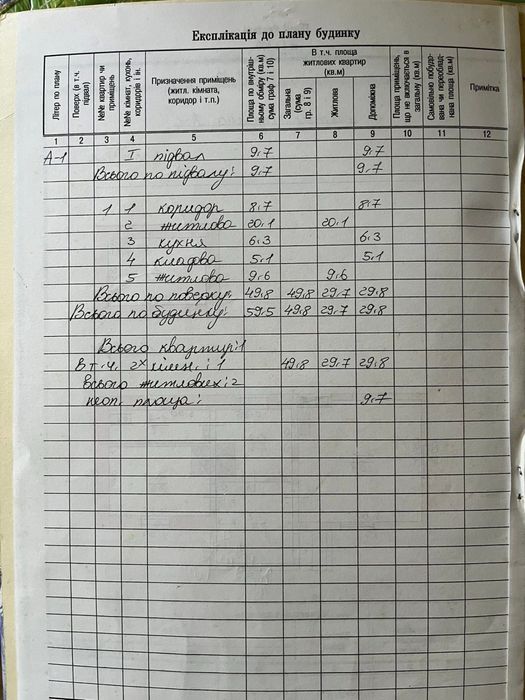 Експлікація до плану будинку
Літер по плану | Поверх (в т.ч. підвал) | №№ квартир чи приміщень | №№ кімнат, кухонь, коридорів і ін. | Призначення приміщень (житл. кімната, коридор і т.п.) | Площа по внутрішньому обміру (кв.м) сума граф 7 і 10) | В т.ч. площа житлових квартир (кв.м) | Загальна (сума гр. 8 і 9) | Житлова | Допоміжна | Площа приміщень, що не включається в загальну (кв.м) | Самовільно побудована чи переобладнана площа (кв.м) | Примітка
1 2 3 4 5 6 7 8 9 10 11 12
А-1 I підвал 9,7 9.7
Всього по підвалу: 9,7 9.7
1 1 коридор 8.7 8.7
2 житлова 20.1 20.1
3 кухня 6.3 6.3
4 кладова 5.1 5.1
5 житлова 9.6 9.6
Всього по поверху: 49,8 49,8 29.7 29.8
Всього по будинку: 59.5 49.8 29.7 29.8
Всього квартир: 1
В т.ч. 2х кімн. : 1 49.8 29.7 29.8
Всього житлових: 2
площа: 9.7